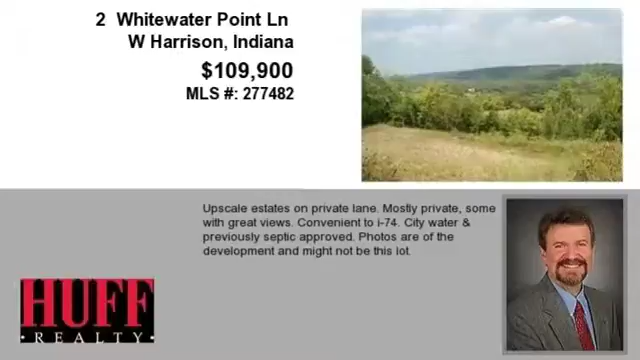 2 Whitewater Point Ln
W Harrison, Indiana
$109,900
MLS #: 277482
Upscale estates on private lane. Mostly private, some
with great views. Convenient to i-74. City water &
previously septic approved. Photos are of the
development and might not be this lot.
HUFF
·REALTY·